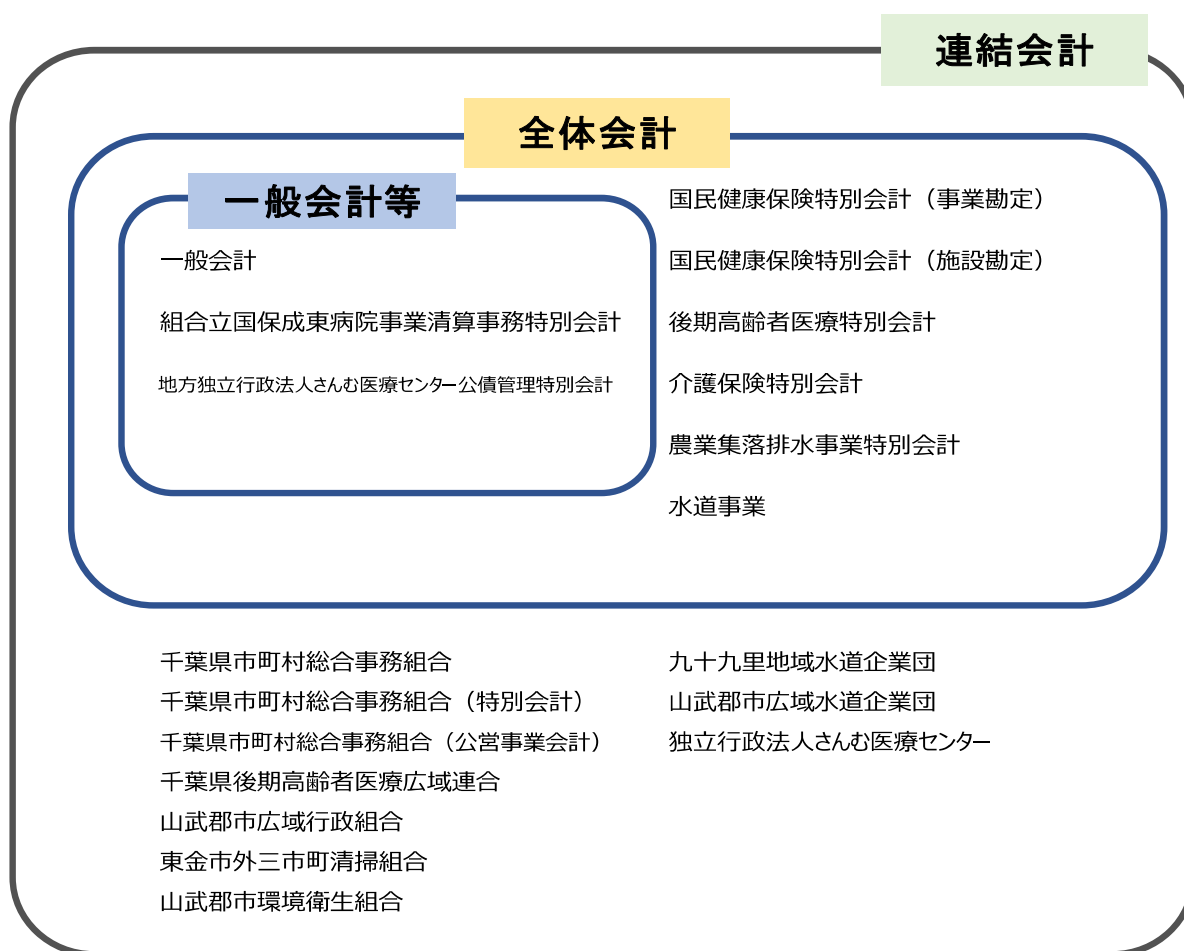 連結会計
全体会計
一般会計等
一般会計
組合立国保成東病院事業清算事務特別会計
地方独立行政法人さんむ医療センター公債管理特別会計
国民健康保険特別会計（事業勘定）
国民健康保険特別会計（施設勘定）
後期高齢者医療特別会計
介護保険特別会計
農業集落排水事業特別会計
水道事業
千葉県市町村総合事務組合
千葉県市町村総合事務組合（特別会計）
千葉県市町村総合事務組合（公営事業会計）
千葉県後期高齢者医療広域連合
山武郡市広域行政組合
東金市外三市町清掃組合
山武郡市環境衛生組合
九十九里地域水道企業団
山武郡市広域水道企業団
独立行政法人さんむ医療センター